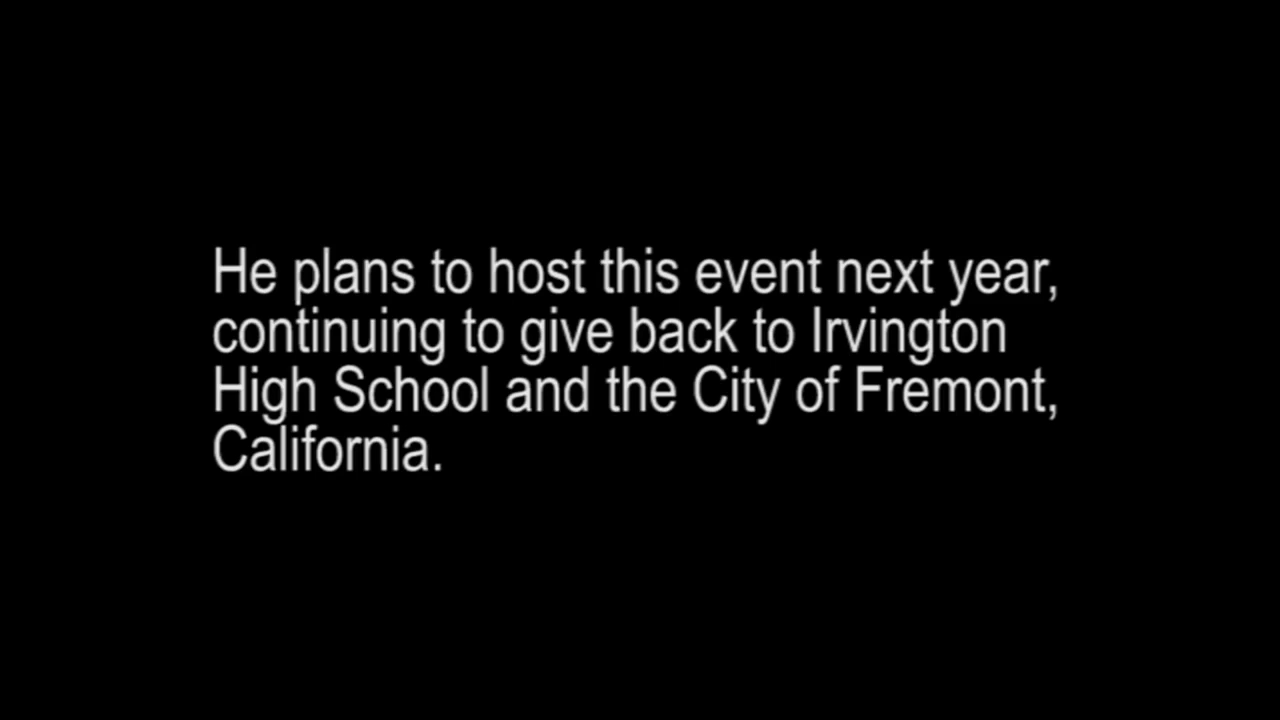 He plans to host this event next year,
continuing to give back to Irvington
High School and the City of Fremont,
California.